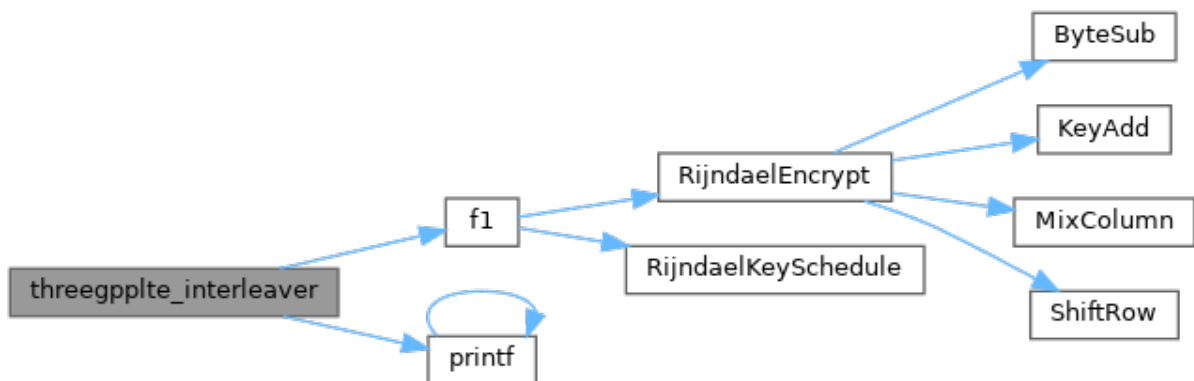 ByteSub
KeyAdd
RijndaelEncrypt
MixColumn
f1
RijndaelKeySchedule
threegpplte_interleaver
ShiftRow
printf